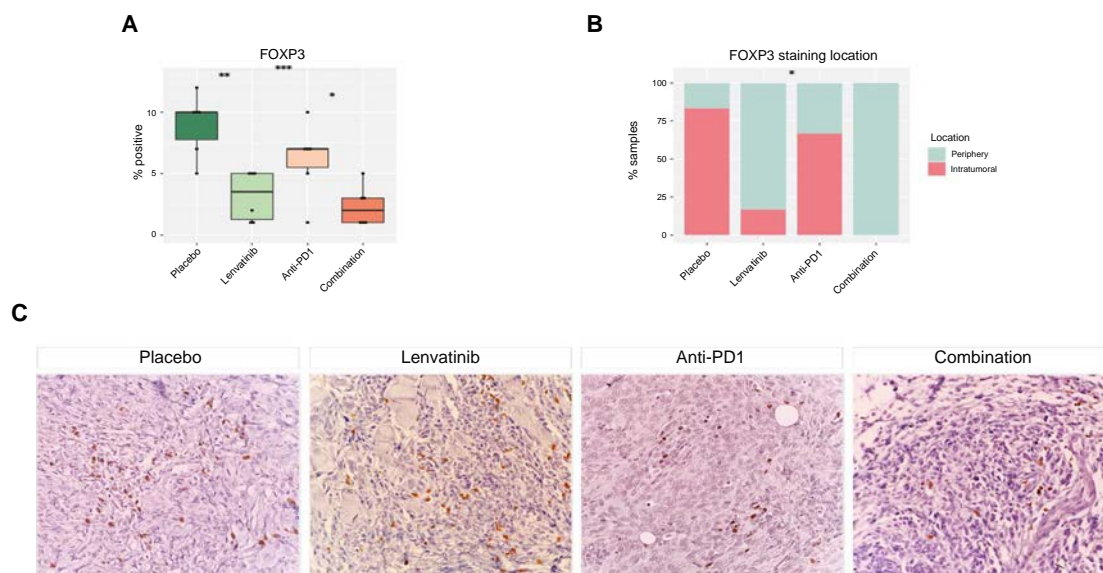 A
FOXP3
** *** *
% positive
10
5
0
Placebo
Lenvatinib
Anti-PD1
Combination
B
FOXP3 staining location
*
% samples
100
75
50
25
0
Placebo
Lenvatinib
Anti-PD1
Combination
Location
Periphery
Intratumoral
C
Placebo
Lenvatinib
Anti-PD1
Combination